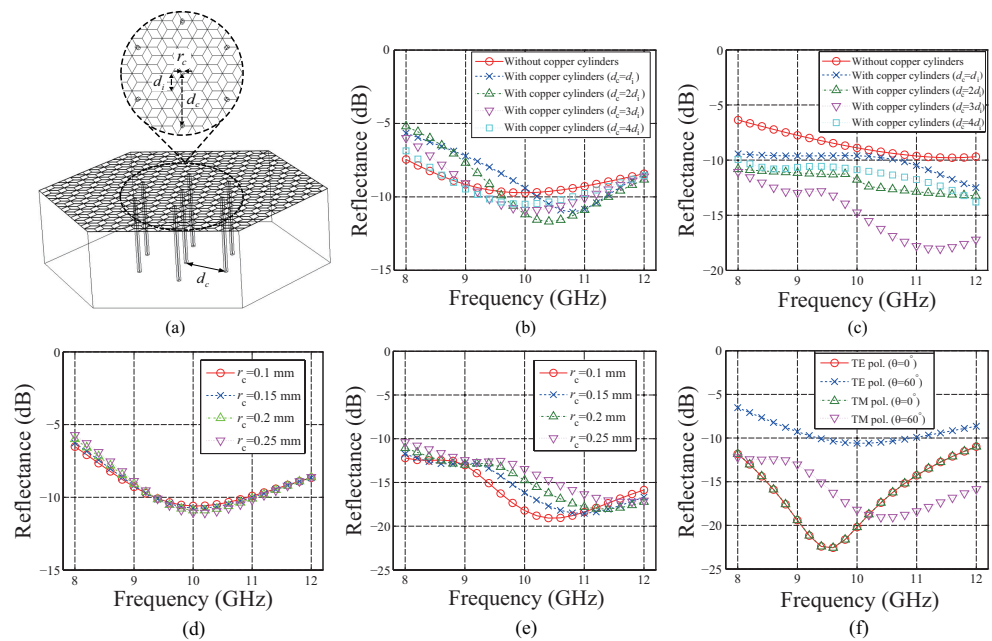 r_c
d_i
d_c
d_c
(a)
Reflectance (dB)
0
−5
−10
−15
Without copper cylinders
With copper cylinders (d_c=d_i)
With copper cylinders (d_c=2d_i)
With copper cylinders (d_c=3d_i)
With copper cylinders (d_c=4d_i)
8 9 10 11 12
Frequency (GHz)
(b)
Reflectance (dB)
0
−5
−10
−15
−20
Without copper cylinders
With copper cylinders (d_c=d_i)
With copper cylinders (d_c=2d_i)
With copper cylinders (d_c=3d_i)
With copper cylinders (d_c=4d_i)
8 9 10 11 12
Frequency (GHz)
(c)
Reflectance (dB)
0
−5
−10
−15
r_c=0.1 mm
r_c=0.15 mm
r_c=0.2 mm
r_c=0.25 mm
8 9 10 11 12
Frequency (GHz)
(d)
Reflectance (dB)
0
−5
−10
−15
−20
−25
r_c=0.1 mm
r_c=0.15 mm
r_c=0.2 mm
r_c=0.25 mm
8 9 10 11 12
Frequency (GHz)
(e)
Reflectance (dB)
0
−5
−10
−15
−20
−25
TE pol. (θ=0°)
TE pol. (θ=60°)
TM pol. (θ=0°)
TM pol. (θ=60°)
8 9 10 11 12
Frequency (GHz)
(f)